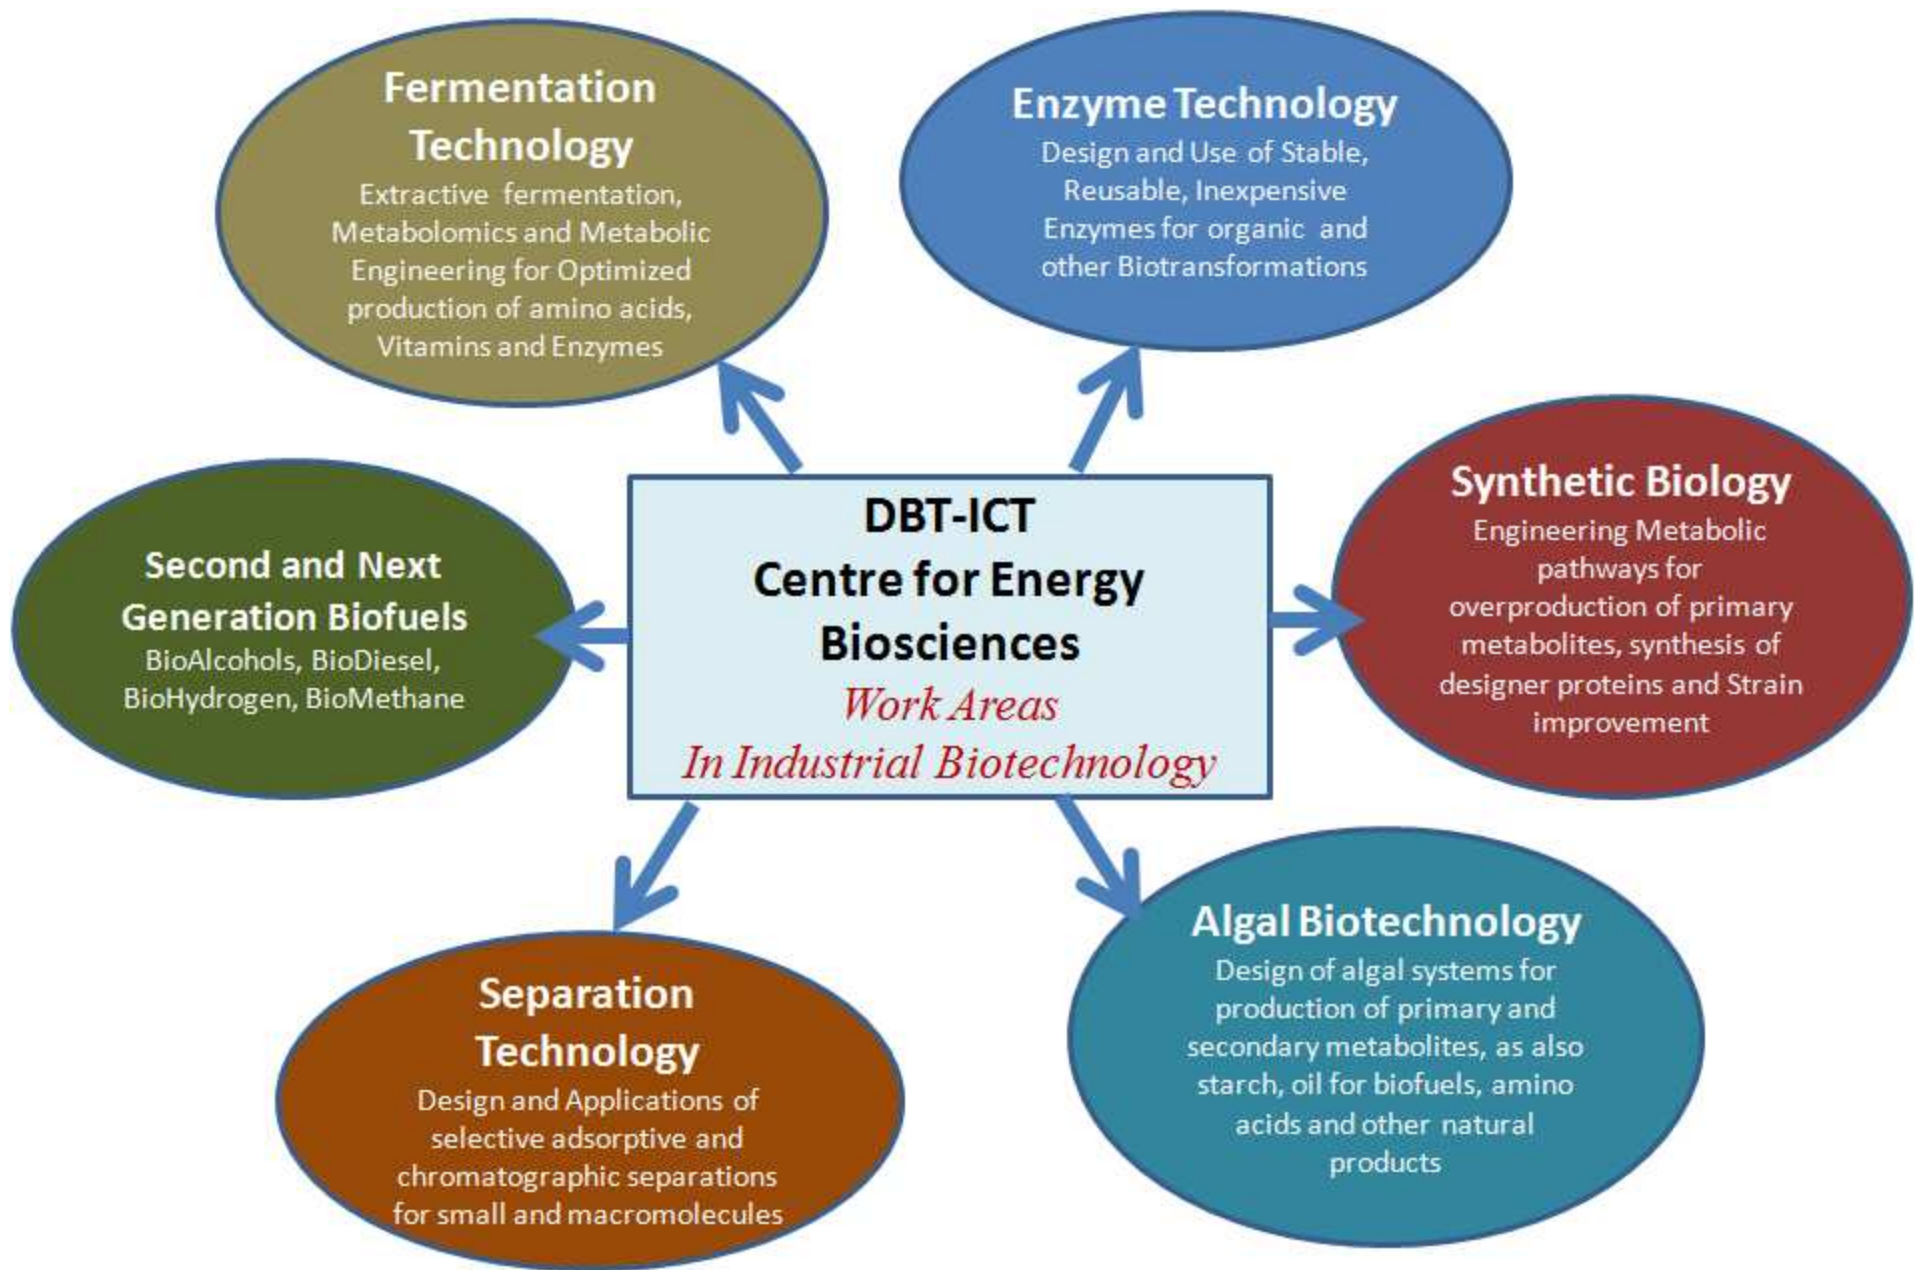 Fermentation
Technology
Extractive fermentation,
Metabolomics and Metabolic
Engineering for Optimized
production of amino acids,
Vitamins and Enzymes
Enzyme Technology
Design and Use of Stable,
Reusable, Inexpensive
Enzymes for organic and
other Biotransformations
Second and Next
Generation Biofuels
BioAlcohols, BioDiesel,
BioHydrogen, BioMethane
DBT-ICT
Centre for Energy
Biosciences
Work Areas
In Industrial Biotechnology
Synthetic Biology
Engineering Metabolic
pathways for
overproduction of primary
metabolites, synthesis of
designer proteins and Strain
improvement
Separation
Technology
Design and Applications of
selective adsorptive and
chromatographic separations
for small and macromolecules
Algal Biotechnology
Design of algal systems for
production of primary and
secondary metabolites, as also
starch, oil for biofuels, amino
acids and other natural
products